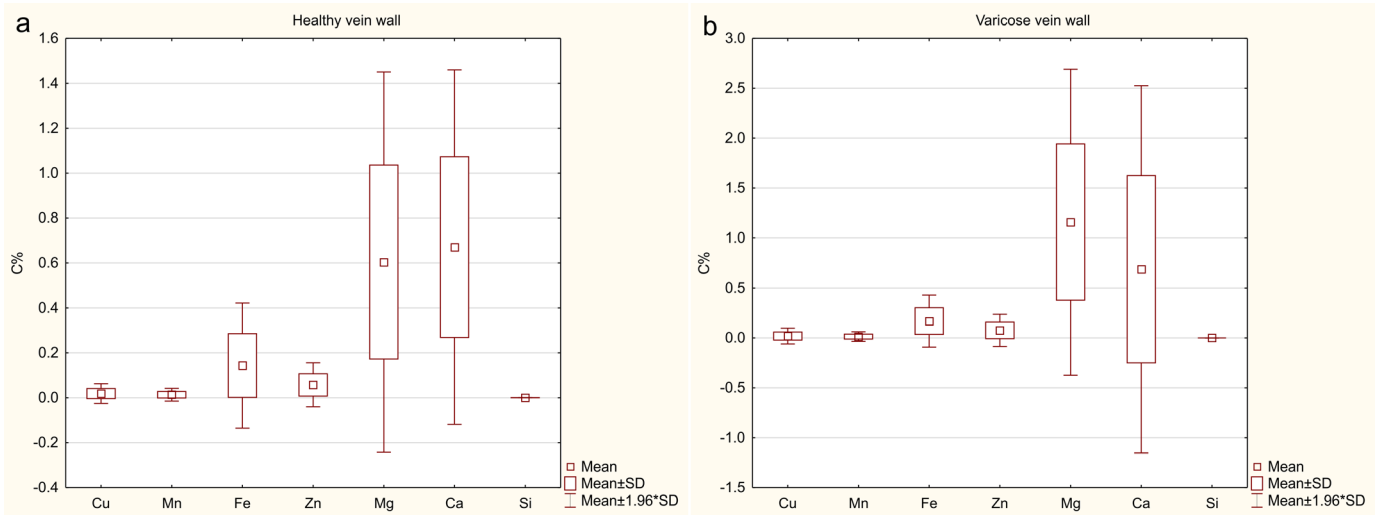 a
Healthy vein wall
1.6
1.4
1.2
1.0
0.8
0.6
0.4
0.2
0.0
-0.2
-0.4
C%
Cu Mn Fe Zn Mg Ca Si
Mean
Mean±SD
Mean±1.96*SD
b
Varicose vein wall
3.0
2.5
2.0
1.5
1.0
0.5
0.0
-0.5
-1.0
-1.5
C%
Cu Mn Fe Zn Mg Ca Si
Mean
Mean±SD
Mean±1.96*SD